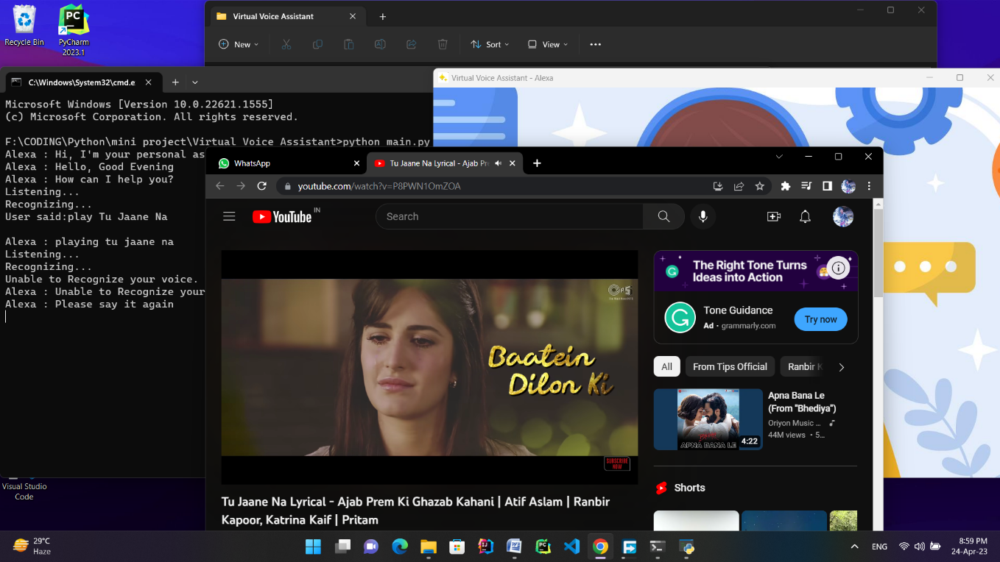 Recycle Bin
PyCharm
2023.1
Virtual Voice Assistant
New
Sort
View
C:\Windows\System32\cmd.e
Microsoft Windows [Version 10.0.22621.1555]
(c) Microsoft Corporation. All rights reserved.
F:\CODING\Python\mini project\Virtual Voice Assistant>python main.py
Alexa : Hi, I'm your personal as
Alexa : Hello, Good Evening
Alexa : How can I help you?
Listening...
Recognizing...
User said:play Tu Jaane Na
Alexa : playing tu jaane na
Listening...
Recognizing...
Unable to Recognize your voice.
Alexa : Unable to Recognize your
Alexa : Please say it again
Visual Studio
Code
Virtual Voice Assistant - Alexa
WhatsApp
Tu Jaane Na Lyrical - Ajab Pre
youtube.com/watch?v=P8PWN1OmZOA
YouTube IN
Search
Baatein
Dilon Ki
SUBSCRIBE
NOW
Tu Jaane Na Lyrical - Ajab Prem Ki Ghazab Kahani | Atif Aslam | Ranbir
Kapoor, Katrina Kaif | Pritam
The Right Tone Turns
Ideas into Action
Tone Guidance
Ad · grammarly.com
Try now
All
From Tips Official
Ranbir K
APNA BANA LE
4:22
Apna Bana Le
(From "Bhediya")
Oriyon Music ...
44M views · 5...
Shorts
29°C
Haze
ENG
8:59 PM
24-Apr-23